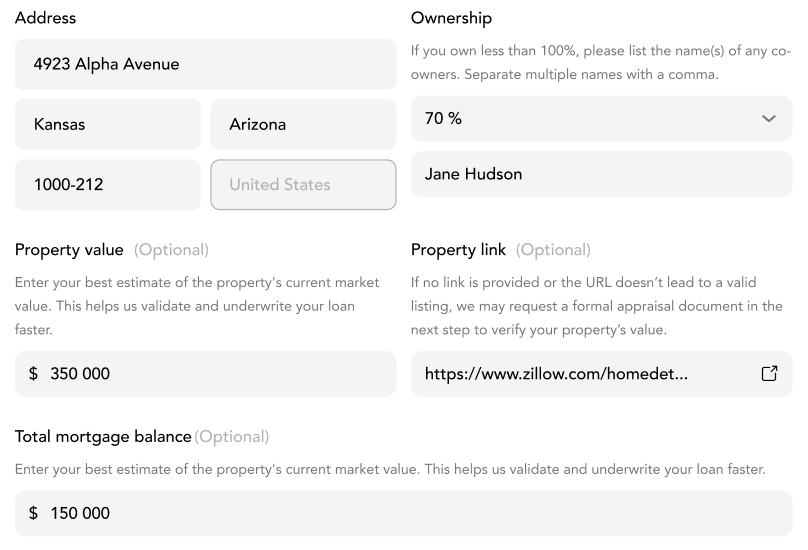 Address
4923 Alpha Avenue
Kansas
Arizona
1000-212
United States
Ownership
If you own less than 100%, please list the name(s) of any co-
owners. Separate multiple names with a comma.
70 %
Jane Hudson
Property value (Optional)
Enter your best estimate of the property's current market
value. This helps us validate and underwrite your loan
faster.
$ 350 000
Property link (Optional)
If no link is provided or the URL doesn’t lead to a valid
listing, we may request a formal appraisal document in the
next step to verify your property’s value.
https://www.zillow.com/homedet...
Total mortgage balance (Optional)
Enter your best estimate of the property's current market value. This helps us validate and underwrite your loan faster.
$ 150 000